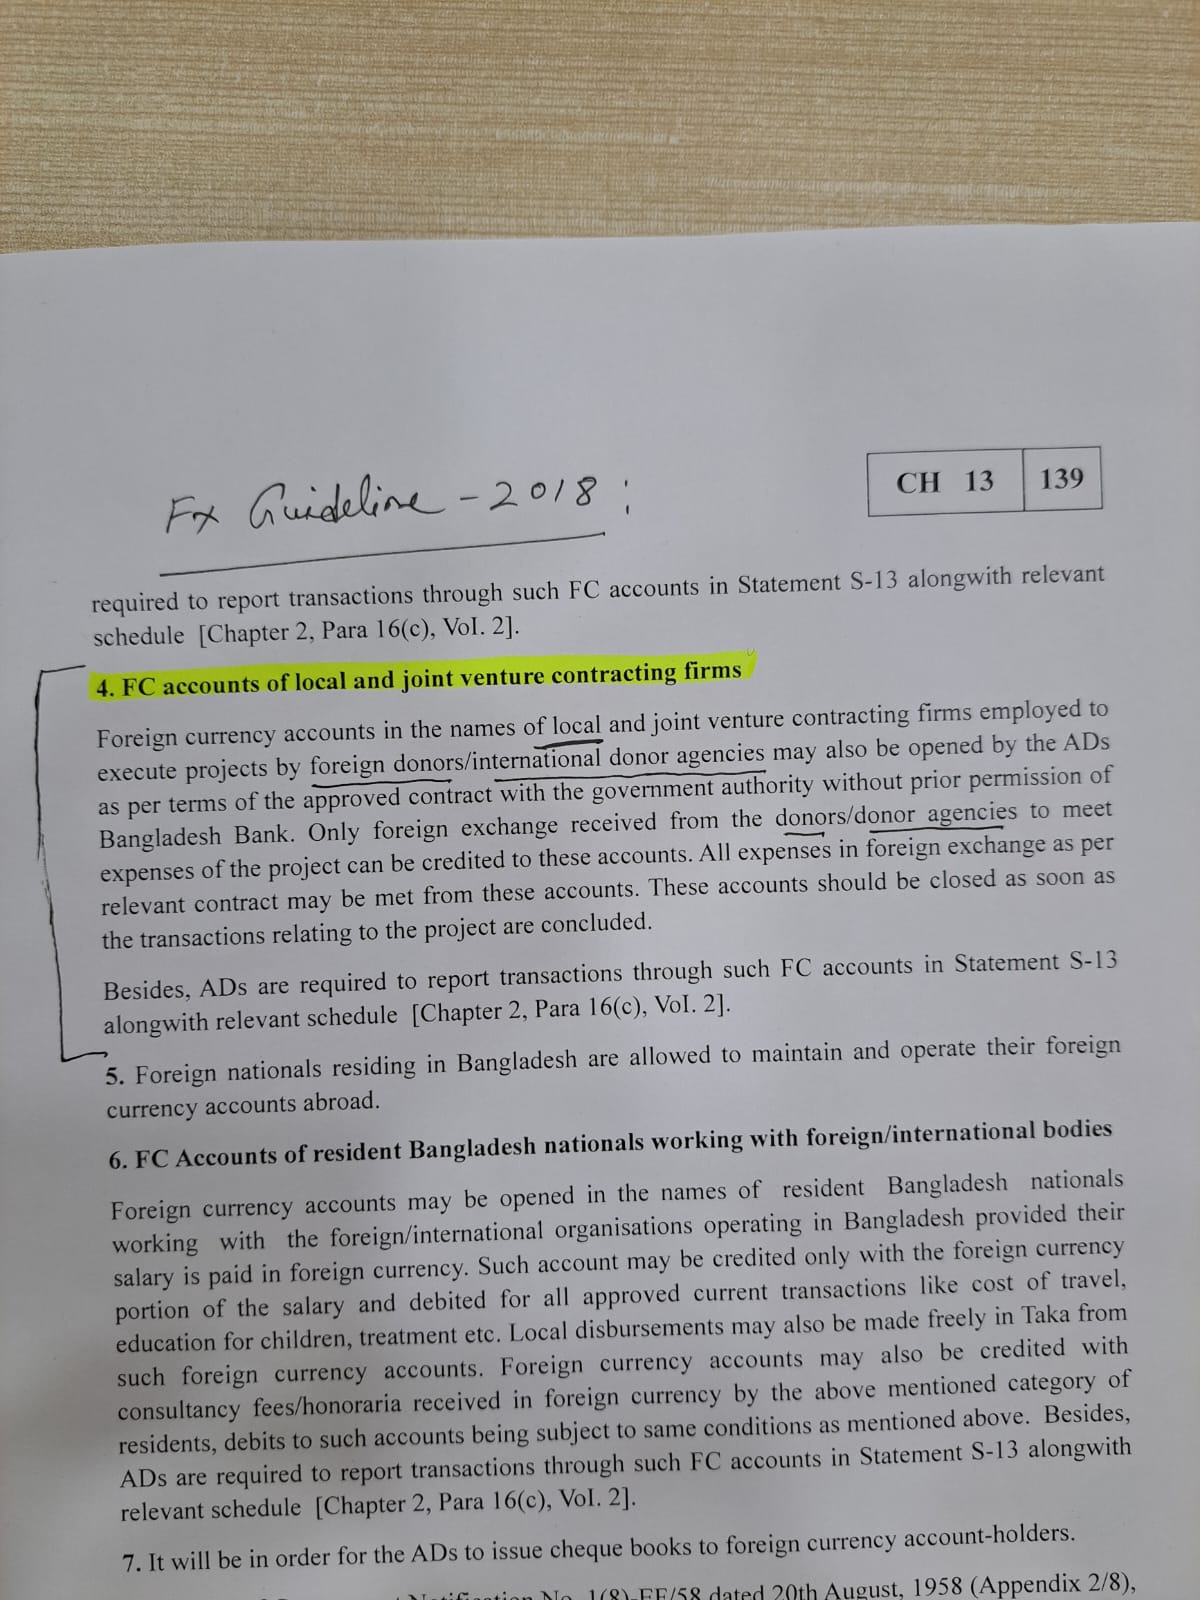 Fx Guideline - 2018 :
CH 13 139
required to report transactions through such FC accounts in Statement S-13 alongwith relevant
schedule [Chapter 2, Para 16(c), VoI. 2].
4. FC accounts of local and joint venture contracting firms
Foreign currency accounts in the names of local and joint venture contracting firms employed to
execute projects by foreign donors/international donor agencies may also be opened by the ADs
as per terms of the approved contract with the government authority without prior permission of
Bangladesh Bank. Only foreign exchange received from the donors/donor agencies to meet
expenses of the project can be credited to these accounts. All expenses in foreign exchange as per
relevant contract may be met from these accounts. These accounts should be closed as soon as
the transactions relating to the project are concluded.
Besides, ADs are required to report transactions through such FC accounts in Statement S-13
alongwith relevant schedule [Chapter 2, Para 16(c), VoI. 2].
5. Foreign nationals residing in Bangladesh are allowed to maintain and operate their foreign
currency accounts abroad.
6. FC Accounts of resident Bangladesh nationals working with foreign/international bodies
Foreign currency accounts may be opened in the names of resident Bangladesh nationals
working with the foreign/international organisations operating in Bangladesh provided their
salary is paid in foreign currency. Such account may be credited only with the foreign currency
portion of the salary and debited for all approved current transactions like cost of travel,
education for children, treatment etc. Local disbursements may also be made freely in Taka from
such foreign currency accounts. Foreign currency accounts may also be credited with
consultancy fees/honoraria received in foreign currency by the above mentioned category of
residents, debits to such accounts being subject to same conditions as mentioned above. Besides,
ADs are required to report transactions through such FC accounts in Statement S-13 alongwith
relevant schedule [Chapter 2, Para 16(c), VoI. 2].
7. It will be in order for the ADs to issue cheque books to foreign currency account-holders.
Notification No. 1(8)-EF/58 dated 20th August, 1958 (Appendix 2/8),